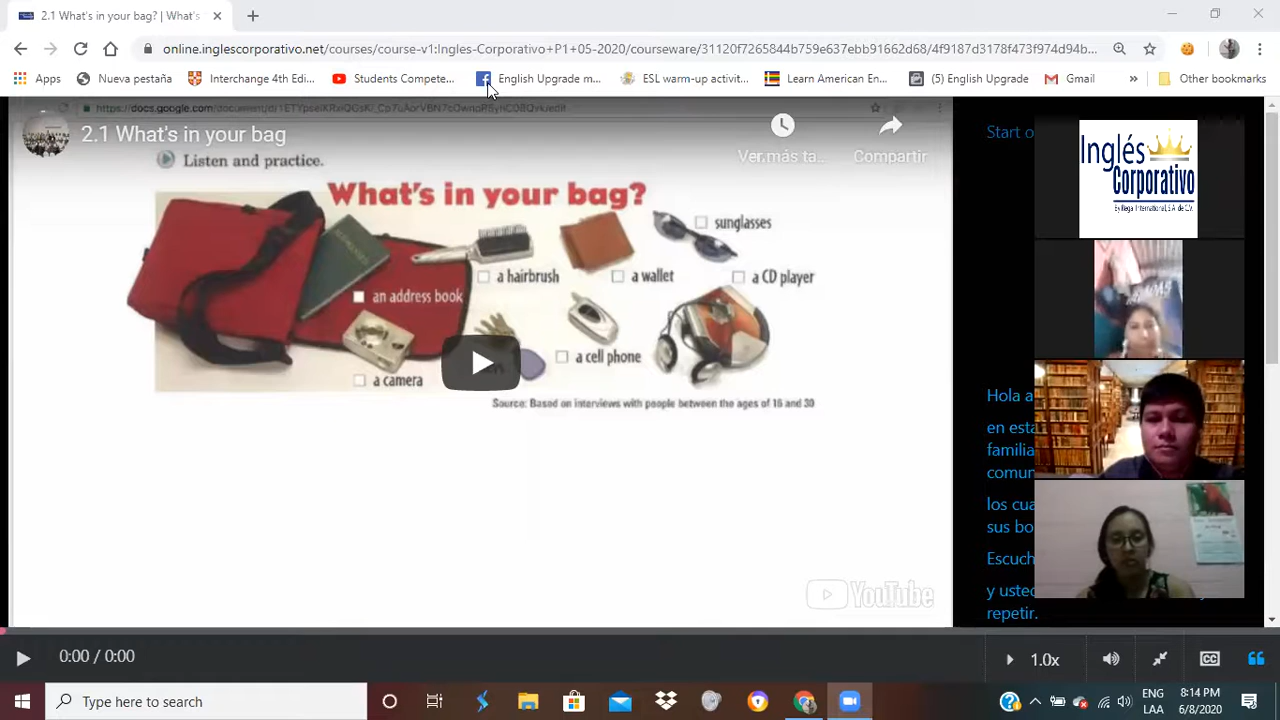 2.1 What's in your bag? | What's
online.inglescorporativo.net/courses/course-v1:Ingles-Corporativo+P1+05-2020/courseware/31120f7265844b759e637ebb91662d68/4f9187d3178f473f974d94b...
Apps
Nueva pestaña
Interchange 4th Edi...
Students Compete...
English Upgrade m...
ESL warm-up activit...
Learn American En...
(English Upgrade
Gmail
»
Other bookmarks
2.1 What's in your bag
Ver más ta...
Compartir
Listen and practice.
What's in your bag?
sunglasses
a hairbrush
a wallet
a CD player
an address book
a cell phone
a camera
Source: Based on interviews with people between the ages of 16 and 30
YouTube
Start o
Hola a
en esta
familia
comun
los cua
sus bo
Escuch
y uste
repetir.
Inglés
Corporativo
0:00 / 0:00
1.0x
CC
Type here to search
ENG
LAA
8:14 PM
6/8/2020